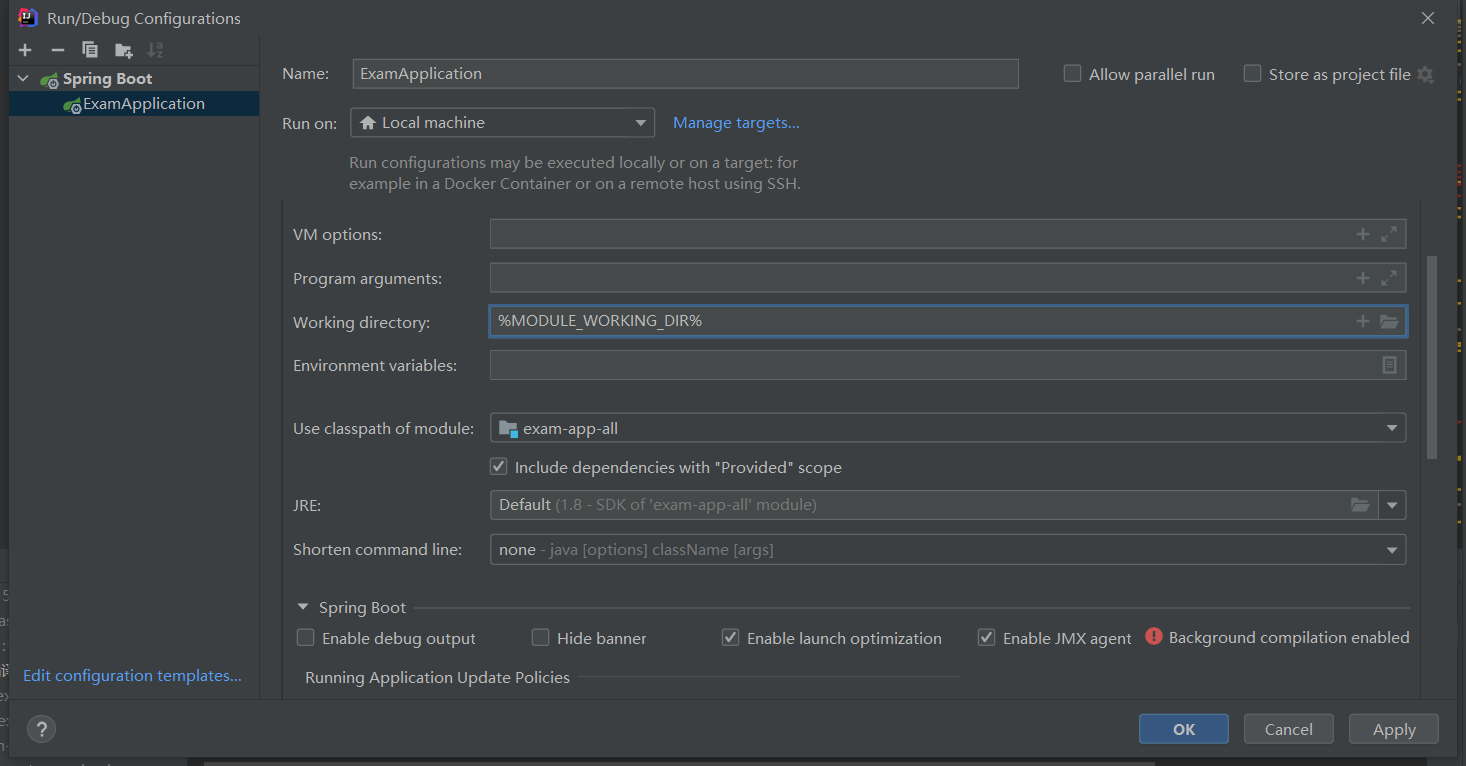 Run/Debug Configurations
Spring Boot
ExamApplication
Name: ExamApplication Allow parallel run Store as project file
Run on: Local machine Manage targets...
Run configurations may be executed locally or on a target: for
example in a Docker Container or on a remote host using SSH.
VM options:
Program arguments:
Working directory: %MODULE_WORKING_DIR%
Environment variables:
Use classpath of module: exam-app-all
Include dependencies with "Provided" scope
JRE: Default (1.8 - SDK of 'exam-app-all' module)
Shorten command line: none - java [options] className [args]
Spring Boot
Enable debug output Hide banner Enable launch optimization Enable JMX agent Background compilation enabled
Running Application Update Policies
Edit configuration templates...
? OK Cancel Apply